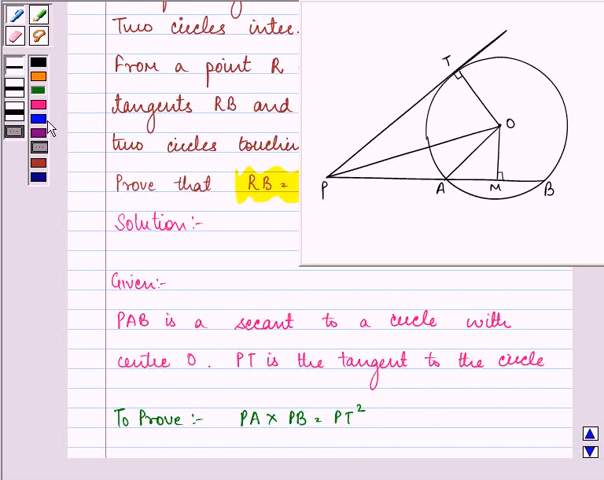 Two circles inter.
From a point R
tangents RB and
two circles touchin
Prove that RB =
Solution:-
Given:-
PAB is a secant to a circle with
centre O. PT is the tangent to the circle
To Prove:- PA × PB = PT²
T
O
P
A
M
B